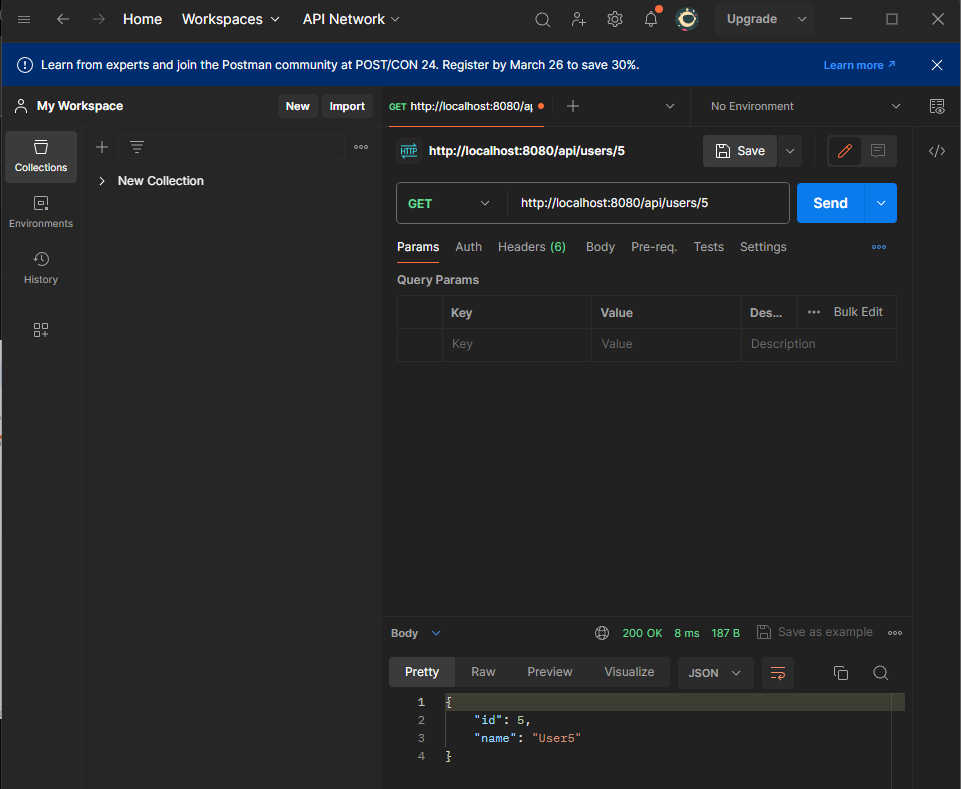 Home Workspaces API Network Upgrade
Learn from experts and join the Postman community at POST/CON 24. Register by March 26 to save 30%. Learn more
My Workspace New Import
GET http://localhost:8080/ap No Environment
Collections
New Collection
HTTP http://localhost:8080/api/users/5 Save
Environments
GET http://localhost:8080/api/users/5 Send
History
Params Auth Headers (6) Body Pre-req. Tests Settings
Query Params
Key Value Des... Bulk Edit
Key Value Description
Body 200 OK 8 ms 187 B Save as example
Pretty Raw Preview Visualize JSON
1 {
2 "id": 5,
3 "name": "User5"
4 }